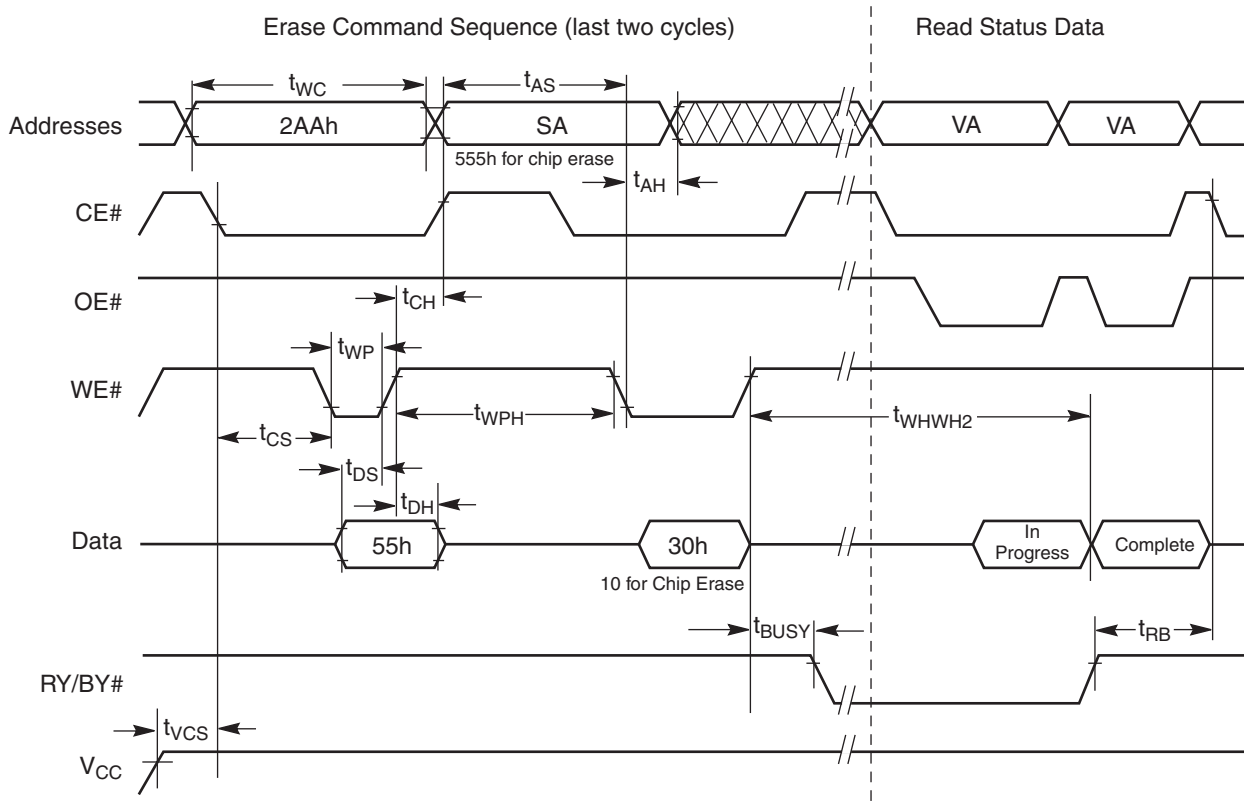 Erase Command Sequence (last two cycles)
Read Status Data
tWC
tAS
Addresses
2AAh
SA
VA
VA
555h for chip erase
tAH
CE#
OE#
tCH
tWP
WE#
tWPH
tWHWH2
tCS
tDS
tDH
Data
55h
30h
In
Progress
Complete
10 for Chip Erase
tBUSY
tRB
RY/BY#
tVCS
VCC